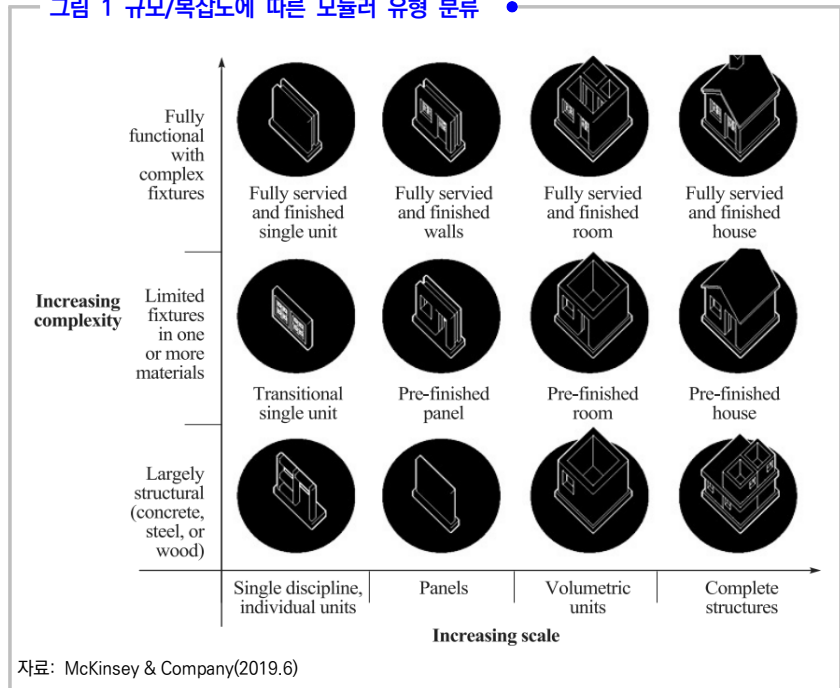 그림 1 규모/복잡도에 따른 모듈러 유형 분류
Fully
functional
with
complex
fixtures
Fully servied
and finished
single unit
Fully servied
and finished
walls
Fully servied
and finished
room
Fully servied
and finished
house
Increasing
complexity
Limited
fixtures
in one
or more
materials
Transitional
single unit
Pre-finished
panel
Pre-finished
room
Pre-finished
house
Largely
structural
(concrete,
steel, or
wood)
Single discipline,
individual units
Panels
Volumetric
units
Complete
structures
Increasing scale
자료: McKinsey & Company(2019.6)